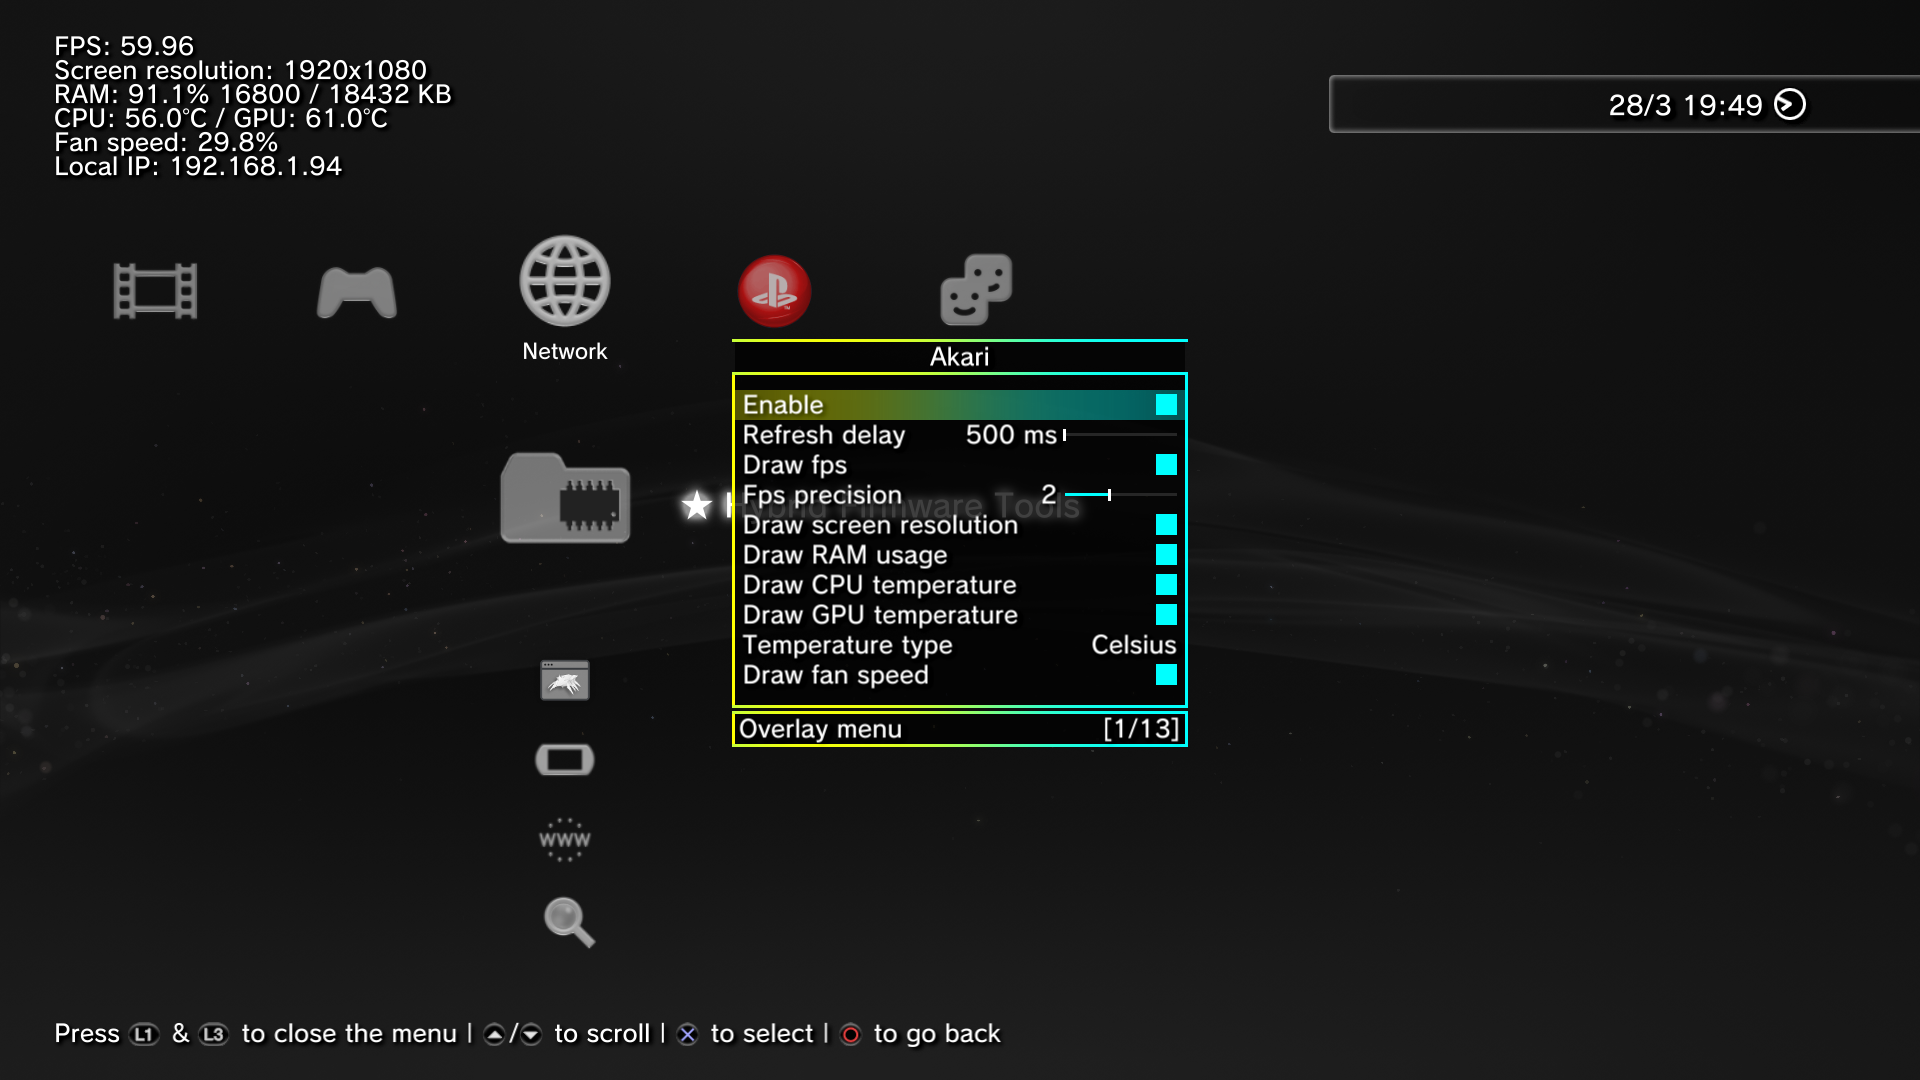 FPS: 59.96
Screen resolution: 1920x1080
RAM: 91.1% 16800 / 18432 KB
CPU: 56.0°C / GPU: 61.0°C
Fan speed: 29.8%
Local IP: 192.168.1.94
28/3 19:49
Network
Akari
Enable
Refresh delay 500 ms
Draw fps
Fps precision 2
Hybrid Firmware Tools
Draw screen resolution
Draw RAM usage
Draw CPU temperature
Draw GPU temperature
Temperature type Celsius
Draw fan speed
Overlay menu [1/13]
WWW
Press L1 & L3 to close the menu | / to scroll | to select | to go back